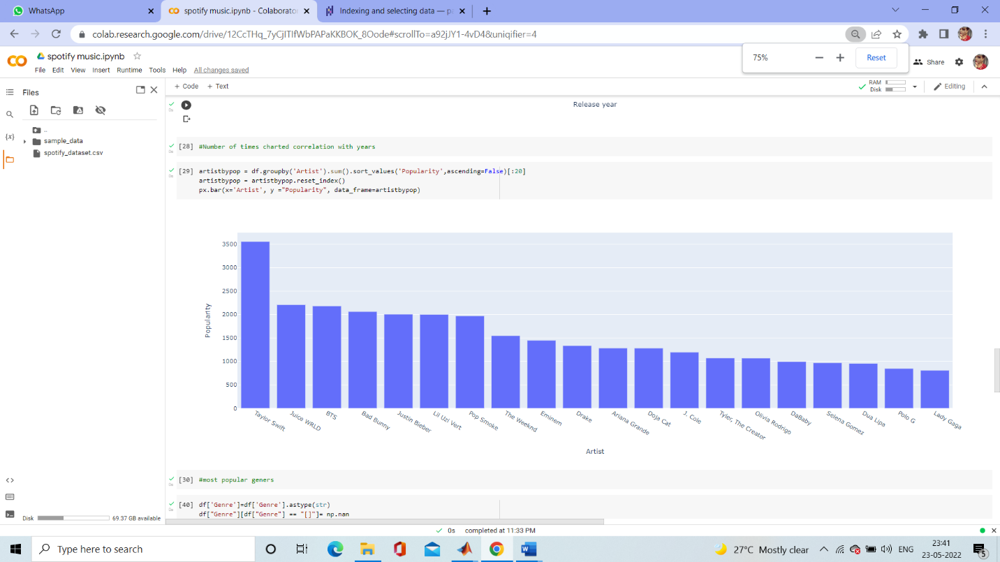 WhatsApp
spotify music.ipynb - Colaborator
Indexing and selecting data — pa
colab.research.google.com/drive/12CcTHq_7yCjITIfWbPAPaKKBOK_8Oode#scrollTo=a92jJY1-4vD4&uniqifier=4
75%
Reset
spotify music.ipynb
File Edit View Insert Runtime Tools Help All changes saved
Share
Files
+ Code + Text
RAM
Disk
Editing
..
sample_data
spotify_dataset.csv
0s
Release year
[28] #Number of times charted correlation with years
0s
[29] artistbypop = df.groupby('Artist').sum().sort_values('Popularity',ascending=False)[:20]
0s
artistbypop = artistbypop.reset_index()
px.bar(x='Artist', y ="Popularity", data_frame=artistbypop)
3500
3000
2500
2000
1500
1000
500
0
Popularity
Taylor Swift
Juice WRLD
BTS
Bad Bunny
Justin Bieber
Lil Uzi Vert
Pop Smoke
The Weeknd
Eminem
Drake
Ariana Grande
Doja Cat
J. Cole
Tyler, The Creator
Olivia Rodrigo
DaBaby
Selena Gomez
Dua Lipa
Polo G
Lady Gaga
Artist
[30] #most popular geners
0s
[40] df['Genre']=df['Genre'].astype(str)
0s
df["Genre"][df["Genre"] == "[]"]= np.nan
Disk
69.37 GB available
0s completed at 11:33 PM
Type here to search
27°C Mostly clear
ENG
23:41
23-05-2022
5